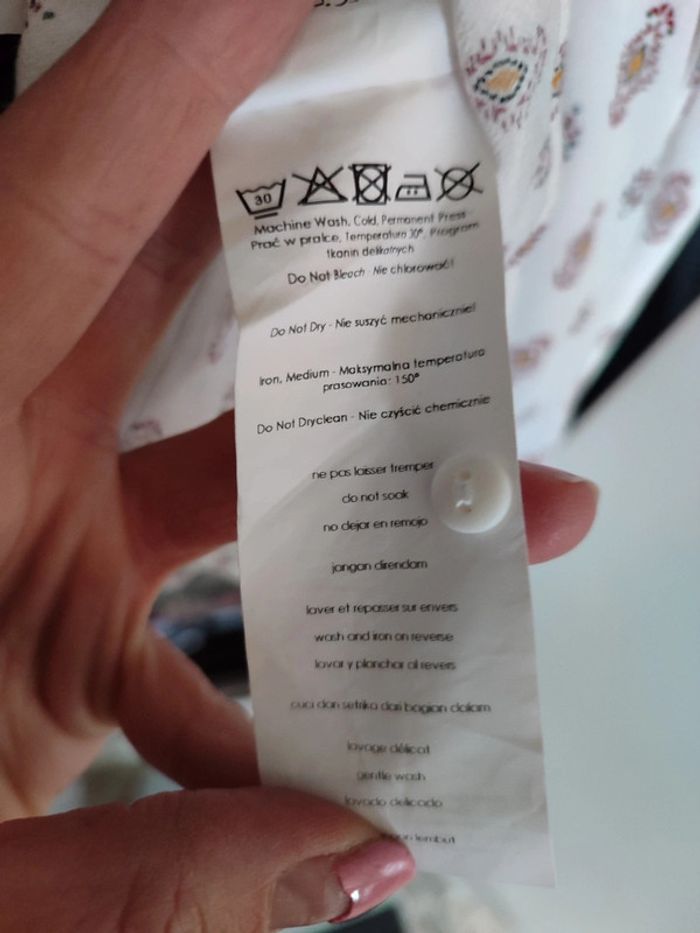 30
Machine Wash, Cold, Permanent Press
Prać w pralce, Temperatura 30°, Program
tkanin delikatnych
Do Not Bleach - Nie chlorować!
Do Not Dry - Nie suszyć mechanicznie!
Iron, Medium - Maksymalna temperatura
prasowania: 150°
Do Not Dryclean - Nie czyścić chemicznie
ne pas laisser tremper
do not soak
no dejar en remojo
jangan direndam
laver et repasser sur envers
wash and iron on reverse
lavar y planchar al revers
cuci dan setrika dari bagian dalam
lavage délicat
gentle wash
lavado delicado
lembut